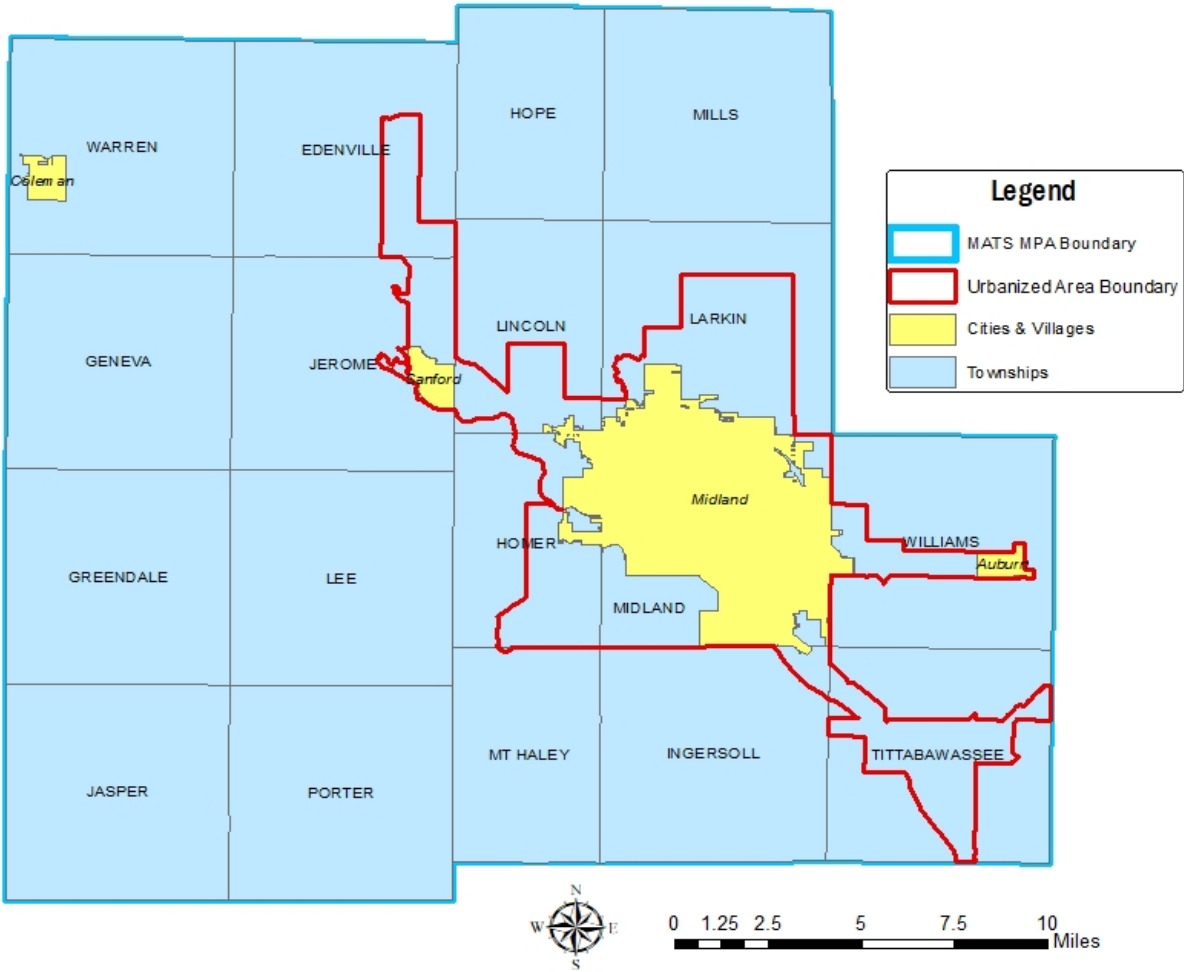 HOPE
MILLS
WARREN
EDENVILLE
Coleman
Legend
MATS MPA Boundary
Urbanized Area Boundary
Cities & Villages
Townships
LINCOLN
LARKIN
GENEVA
JEROME
Sanford
Midland
HOMER
WILLIAMS
Auburn
GREENDALE
LEE
MIDLAND
MT HALEY
INGERSOLL
TITTABAWASSEE
JASPER
PORTER
N
W E
S
0 1.25 2.5 5 7.5 10
Miles